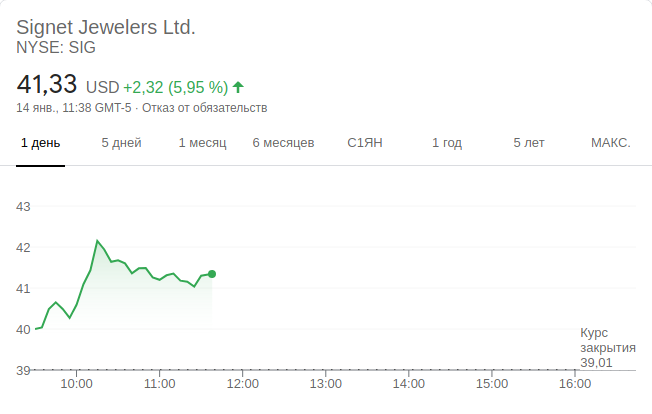 Signet Jewelers Ltd.
NYSE: SIG
41,33 USD +2,32 (5,95 %)
14 янв., 11:38 GMT-5 · Отказ от обязательств
1 день 5 дней 1 месяц 6 месяцев С1ЯН 1 год 5 лет МАКС.
43
42
41
40
Курс
закрытия
39,01
39
10:00 11:00 12:00 13:00 14:00 15:00 16:00